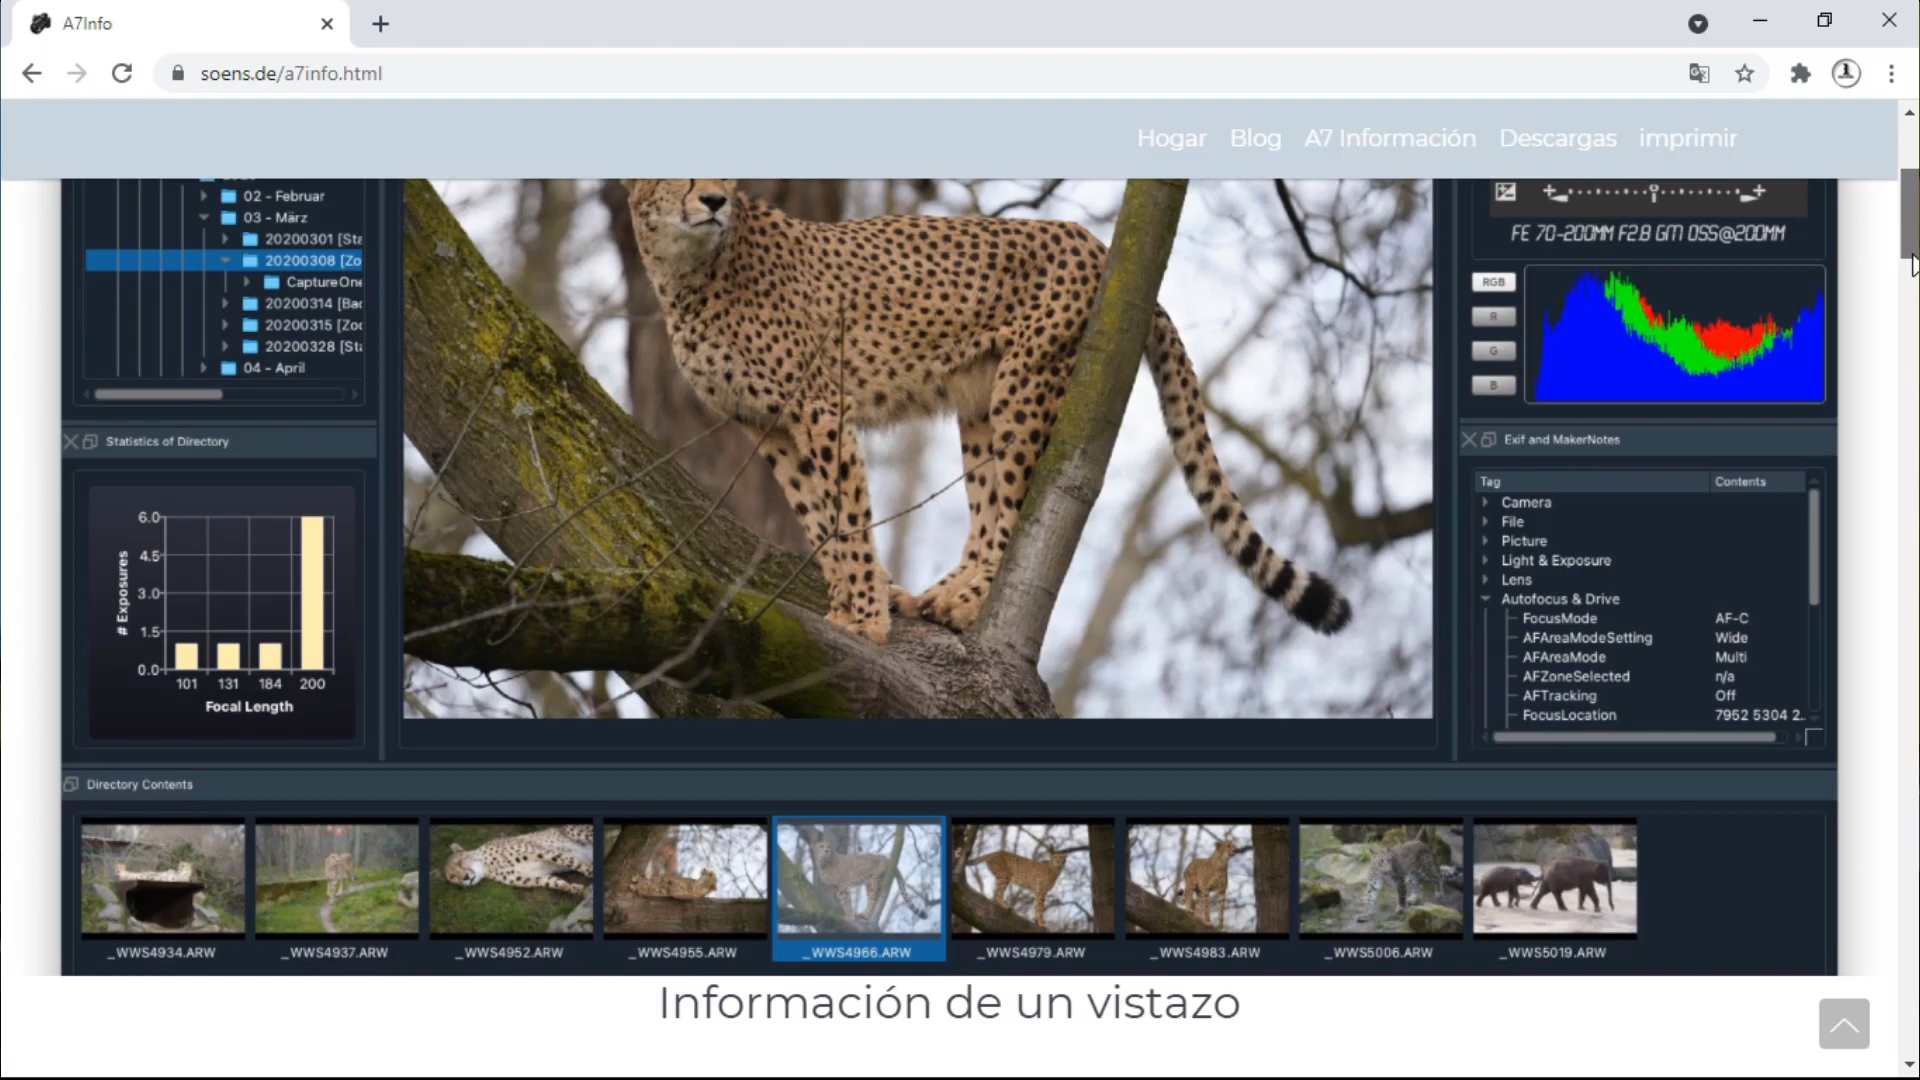 A7Info
soens.de/a7info.html
Hogar Blog A7 Información Descargas imprimir
02 - Februar
03 - März
20200301 [Sta
20200308 [Zo
CaptureOne
20200314 [Bac
20200315 [Zoo
20200328 [Sta
04 - April
FE 70-200MM F2.8 GM OSS@200MM
RGB
R
G
B
Statistics of Directory
# Exposures
6.0
4.5
3.0
1.5
0.0
101 131 184 200
Focal Length
Exif and MakerNotes
Tag Contents
Camera
File
Picture
Light & Exposure
Lens
Autofocus & Drive
FocusMode AF-C
AFAreaModeSetting Wide
AFAreaMode Multi
AFZoneSelected n/a
AFTracking Off
FocusLocation 7952 5304 2..
Directory Contents
_WWS4934.ARW _WWS4937.ARW _WWS4952.ARW _WWS4955.ARW _WWS4966.ARW _WWS4979.ARW _WWS4983.ARW _WWS5006.ARW _WWS5019.ARW
Información de un vistazo